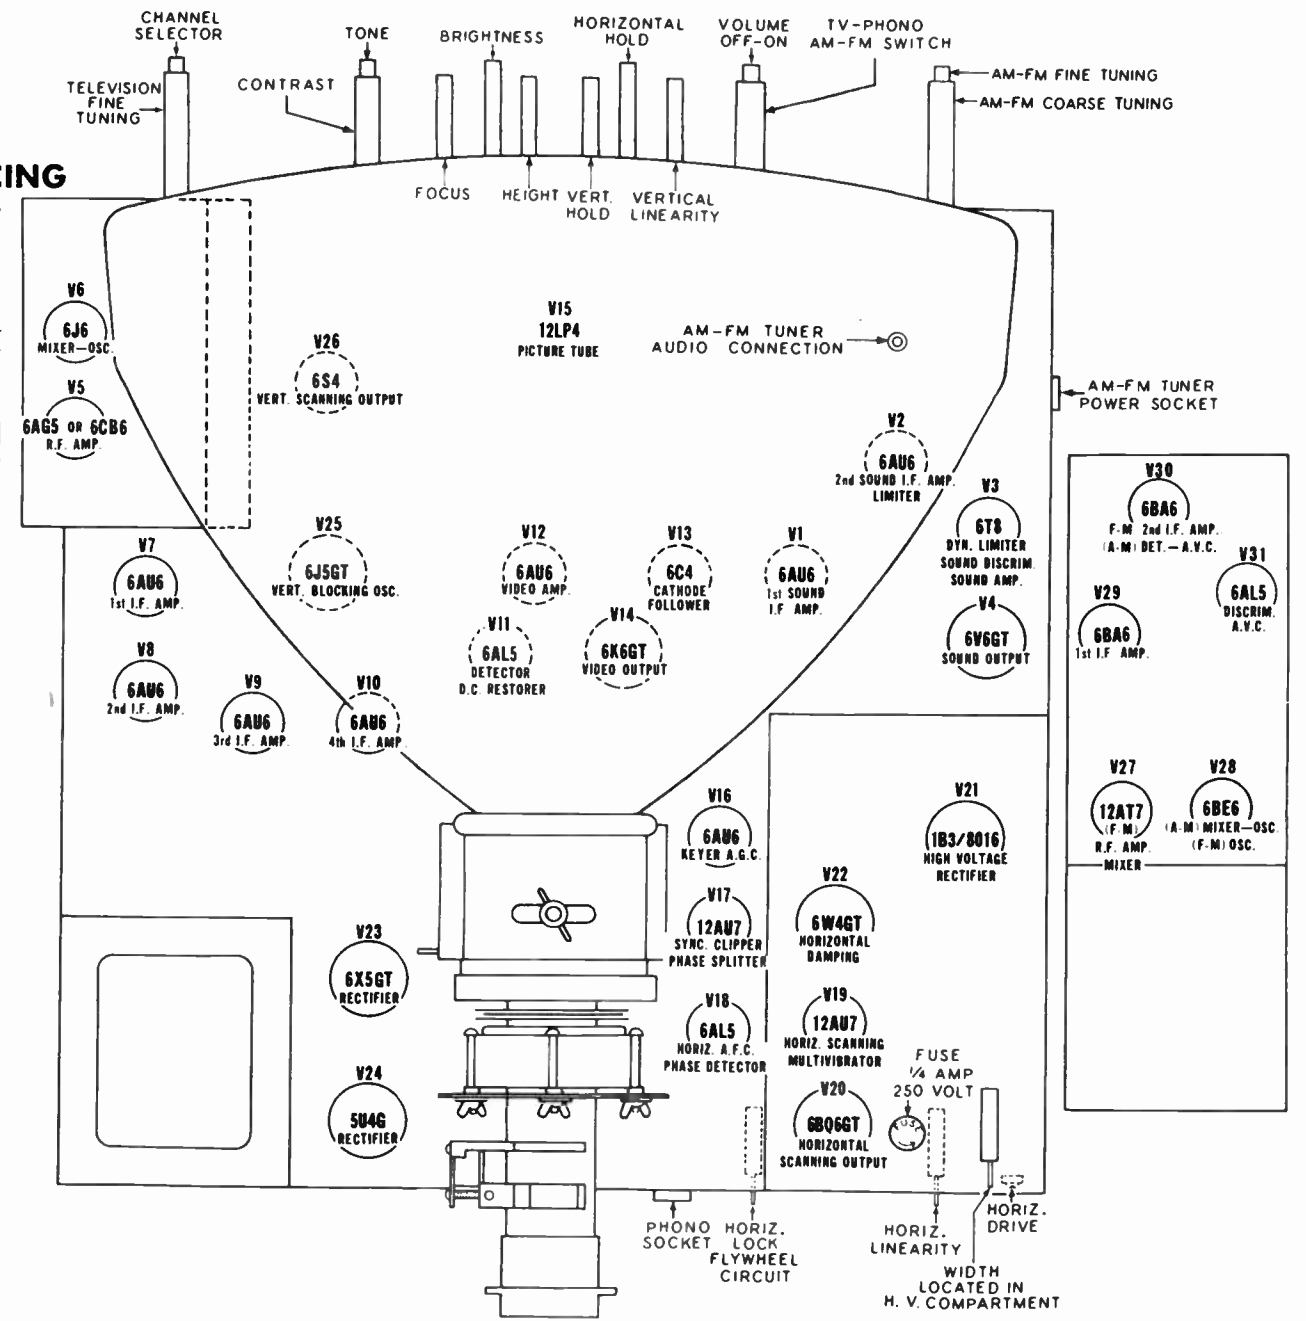 CHANNEL
SELECTOR
TONE
BRIGHTNESS
HORIZONTAL
HOLD
VOLUME
OFF-ON
TV-PHONO
AM-FM SWITCH
TELEVISION
FINE
TUNING
CONTRAST
AM-FM FINE TUNING
AM-FM COARSE TUNING
FOCUS
HEIGHT
VERT.
HOLD
VERTICAL
LINEARITY
V6
6J6
MIXER-OSC.
V5
6AG5 OR 6CB6
R.F. AMP.
V26
6S4
VERT. SCANNING OUTPUT
V15
12LP4
PICTURE TUBE
AM-FM TUNER
AUDIO CONNECTION
AM-FM TUNER
POWER SOCKET
V2
6AU6
2nd SOUND I.F. AMP.
LIMITER
V3
6T8
DYN. LIMITER
SOUND DISCRIM.
SOUND AMP.
V30
6BA6
F-M 2nd I.F. AMP.
(A-M) DET.-A.V.C.
V31
6AL5
DISCRIM.
A.V.C.
V7
6AU6
1st I.F. AMP.
V25
6J5GT
VERT. BLOCKING OSC.
V12
6AU6
VIDEO AMP.
V13
6C4
CATHODE
FOLLOWER
V1
6AU6
1st SOUND
I.F. AMP.
V4
6V6GT
SOUND OUTPUT
V29
6BA6
1st I.F. AMP.
V8
6AU6
2nd I.F. AMP.
V11
6AL5
DETECTOR
D.C. RESTORER
V14
6K6GT
VIDEO OUTPUT
V9
6AU6
3rd I.F. AMP.
V10
6AU6
4th I.F. AMP.
V27
12AT7
(F-M)
R.F. AMP.
MIXER
V28
6BE6
(A-M) MIXER-OSC.
(F-M) OSC.
V16
6AU6
KEYER A.G.C.
V21
1B3/8016
HIGH VOLTAGE
RECTIFIER
V17
12AU7
SYNC. CLIPPER
PHASE SPLITTER
V22
6W4GT
HORIZONTAL
DAMPING
V23
6X5GT
RECTIFIER
V18
6AL5
HORIZ. A.F.C.
PHASE DETECTOR
V19
12AU7
HORIZ. SCANNING
MULTIVIBRATOR
V24
5U4G
RECTIFIER
V20
6BQ6GT
HORIZONTAL
SCANNING OUTPUT
FUSE
1/4 AMP
250 VOLT
FUSE
PHONO
SOCKET
HORIZ.
LOCK
FLYWHEEL
CIRCUIT
HORIZ.
LINEARITY
HORIZ.
DRIVE
WIDTH
LOCATED IN
H. V. COMPARTMENT